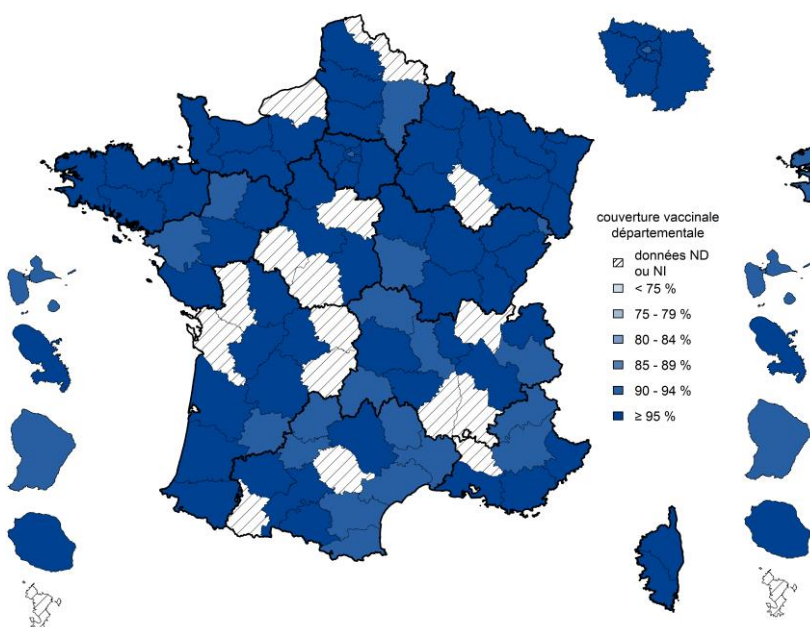 couverture vaccinale
départementale
données ND
ou NI
< 75 %
75 - 79 %
80 - 84 %
85 - 89 %
90 - 94 %
≥ 95 %